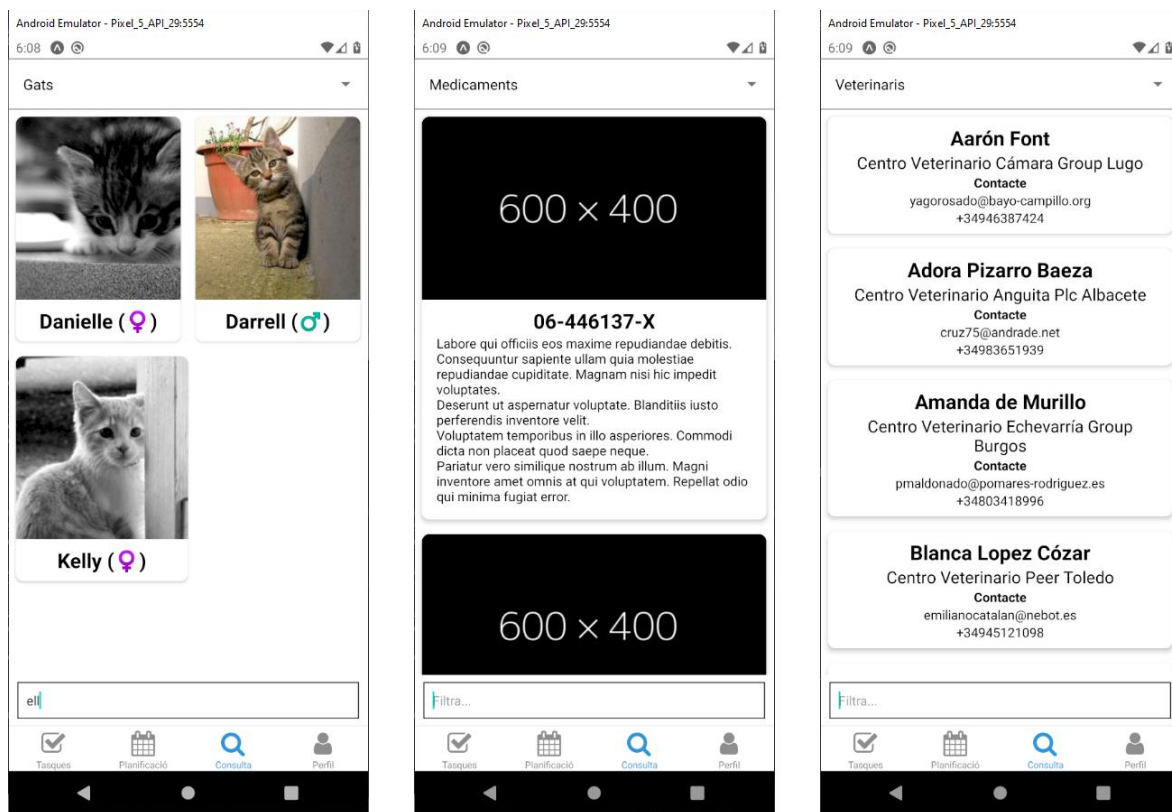 Android Emulator - Pixel_5_API_29:5554
6:08
Gats
Danielle (♀)
Darrell (♂)
Kelly (♀)
ell
Tasques
Planificació
Consulta
Perfil
Android Emulator - Pixel_5_API_29:5554
6:09
Medicaments
600 × 400
06-446137-X
Labore qui officiis eos maxime repudiandae debitis.
Consequuntur sapiente ullam quia molestiae
repudiandae cupiditate. Magnam nisi hic impedit
voluptates.
Deserunt ut aspernatur voluptate. Blanditiis iusto
perferendis inventore velit.
Voluptatem temporibus in illo asperiores. Commodi
dicta non placeat quod saepe neque.
Pariatur vero similique nostrum ab illum. Magni
inventore amet omnis at qui voluptatem. Repellat odio
qui minima fugiat error.
600 × 400
Filtra...
Tasques
Planificació
Consulta
Perfil
Android Emulator - Pixel_5_API_29:5554
6:09
Veterinaris
Aarón Font
Centro Veterinario Cámara Group Lugo
Contacte
yagorosado@bayo-campillo.org
+34946387424
Adora Pizarro Baeza
Centro Veterinario Anguita Plc Albacete
Contacte
cruz75@andrade.net
+34983651939
Amanda de Murillo
Centro Veterinario Echevarría Group
Burgos
Contacte
pmaldonado@pomares-rodriguez.es
+34803418996
Blanca Lopez Cózar
Centro Veterinario Peer Toledo
Contacte
emilianocatalan@nebot.es
+34945121098
Filtra...
Tasques
Planificació
Consulta
Perfil